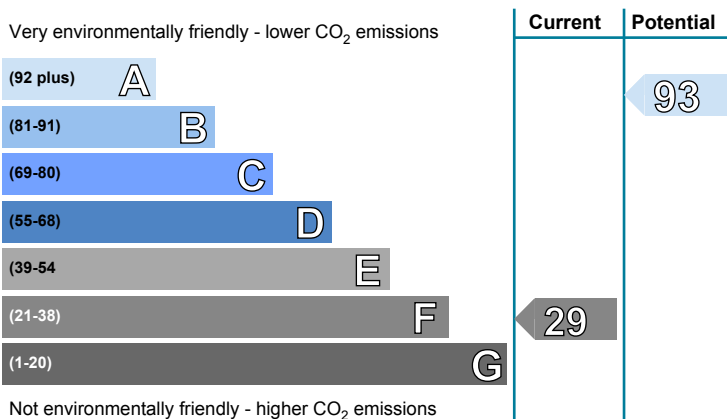 Current Potential
Very environmentally friendly - lower CO2 emissions
(92 plus) A
93
(81-91) B
(69-80) C
(55-68) D
(39-54 E
(21-38) F
29
(1-20) G
Not environmentally friendly - higher CO2 emissions